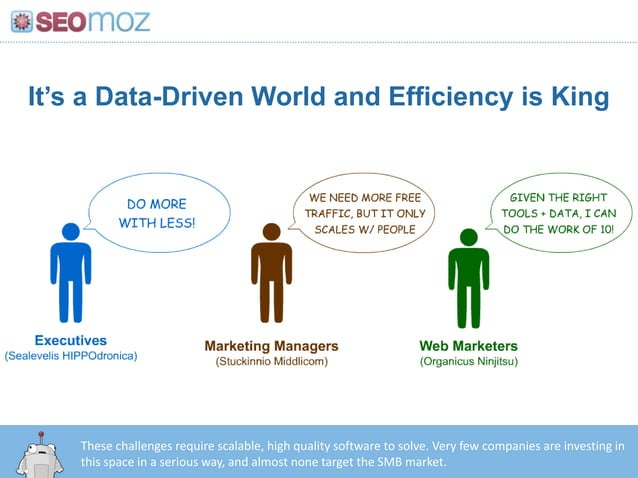 SEOmoz
It's a Data-Driven World and Efficiency is King
DO MORE
WITH LESS!
WE NEED MORE FREE
TRAFFIC, BUT IT ONLY
SCALES W/ PEOPLE
GIVEN THE RIGHT
TOOLS + DATA, I CAN
DO THE WORK OF 10!
Executives
(Sealevelis HIPPOdronica)
Marketing Managers
(Stuckinnio Middlicom)
Web Marketers
(Organicus Ninjitsu)
These challenges require scalable, high quality software to solve. Very few companies are investing in
this space in a serious way, and almost none target the SMB market.